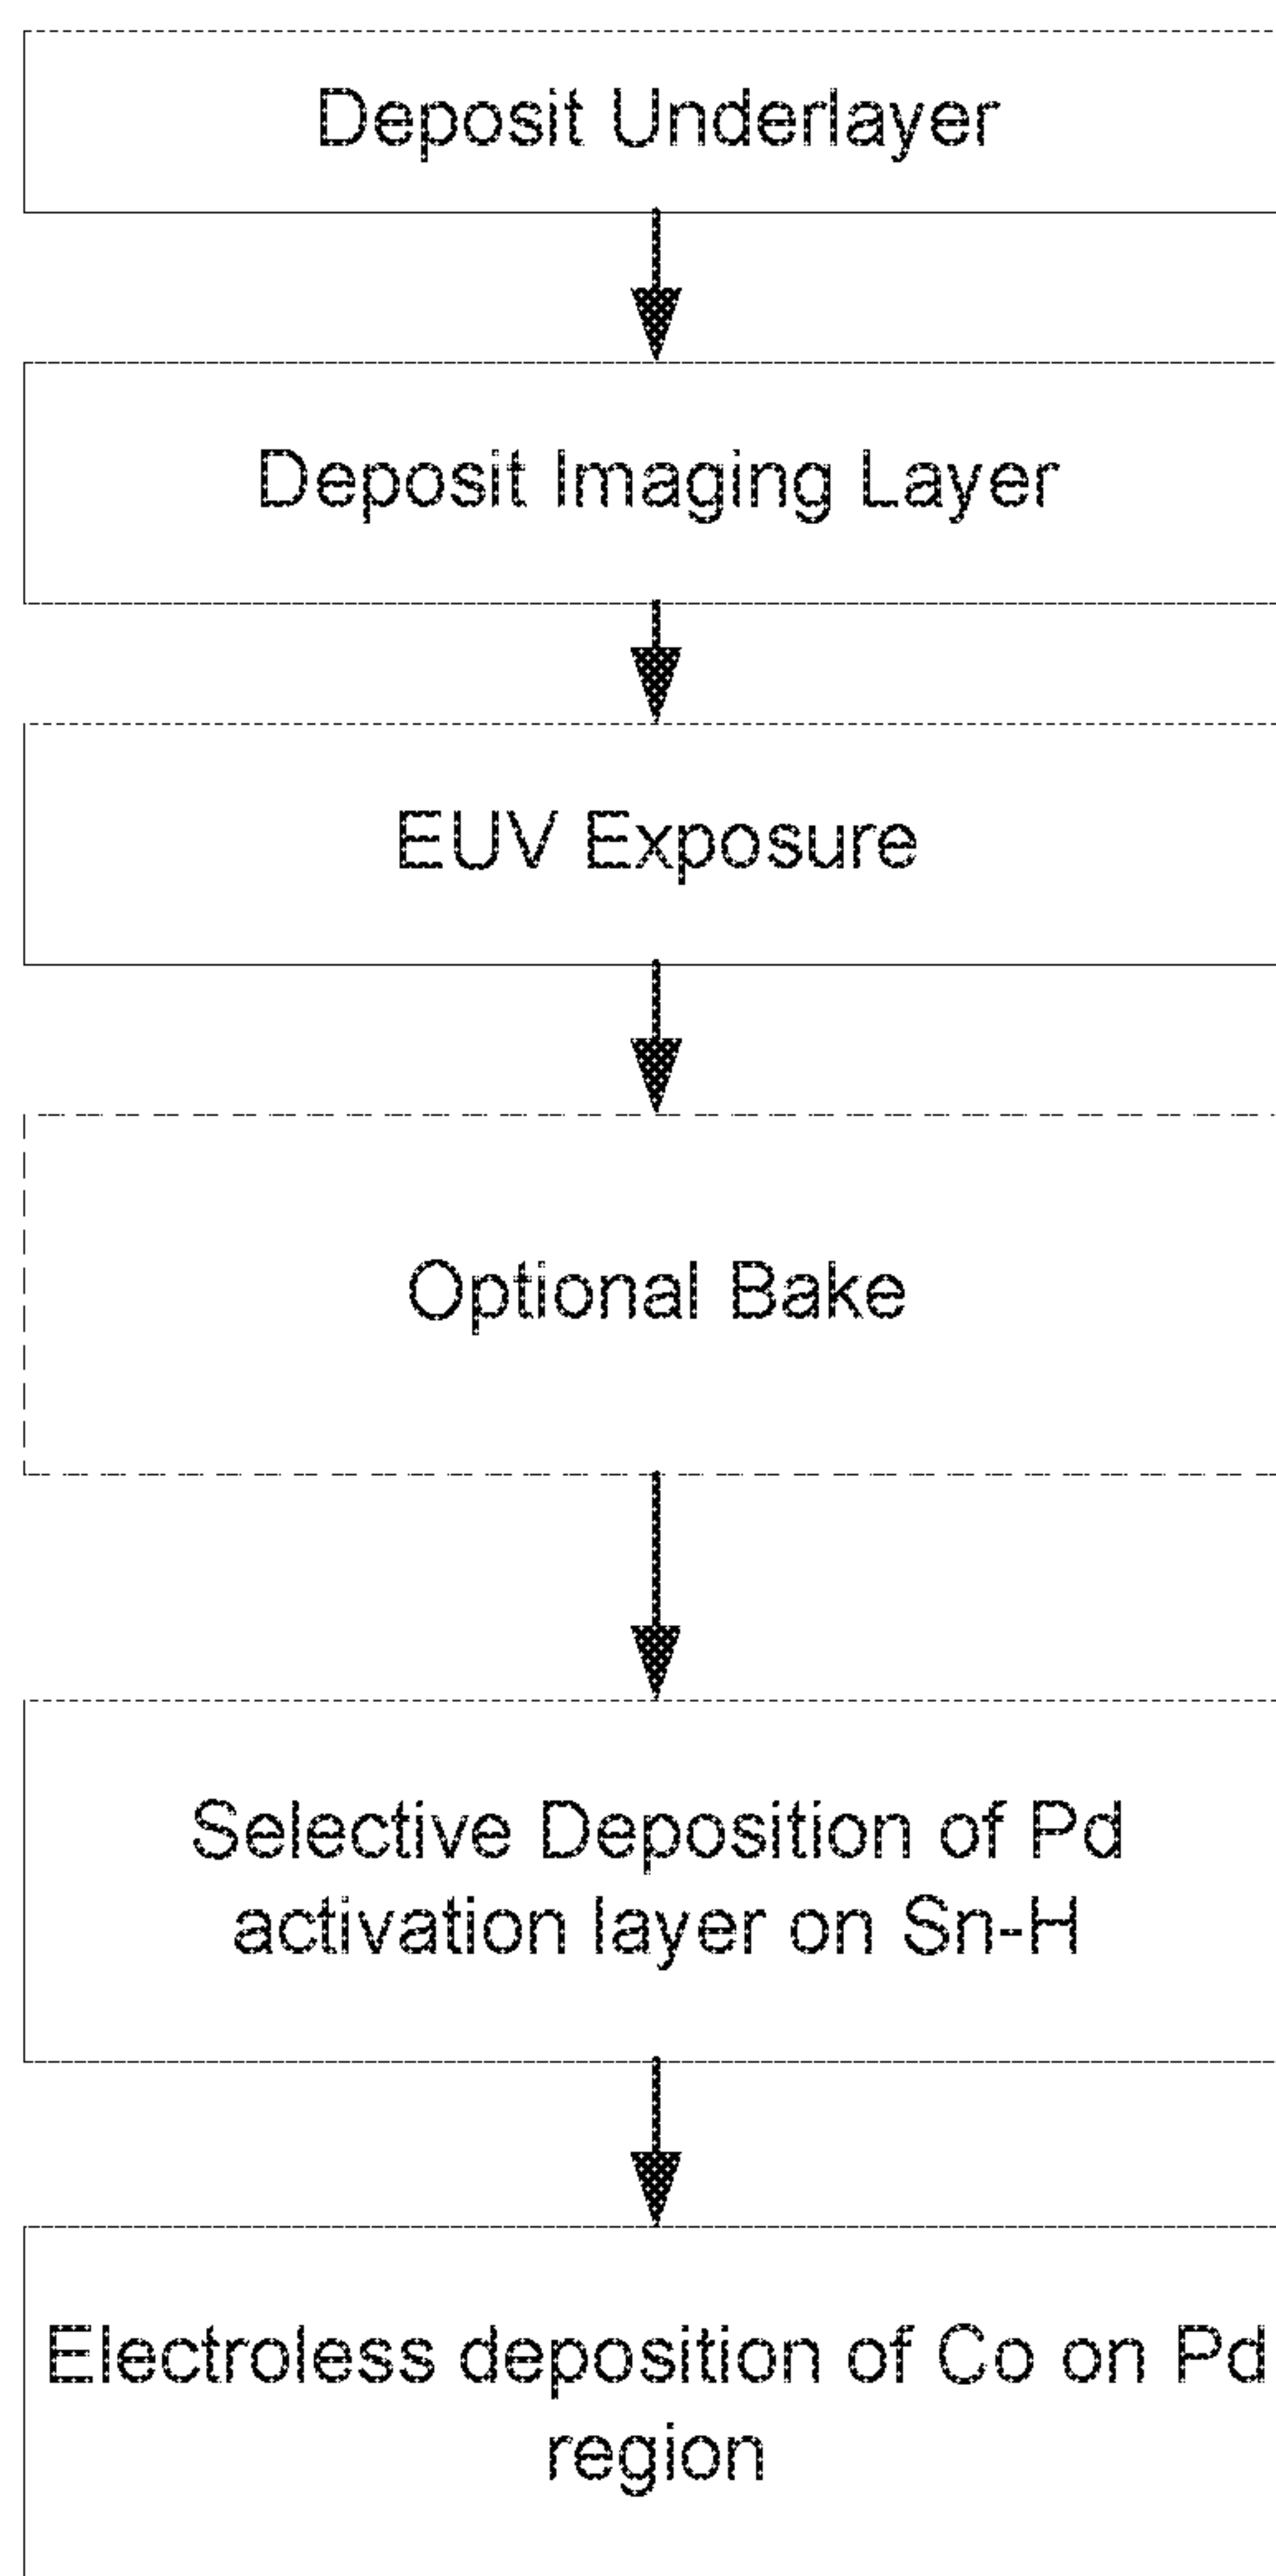 Deposit Underlayer
Deposit Imaging Layer
EUV Exposure
Optional Bake
Selective Deposition of Pd
activation layer on Sn-H
Electroless deposition of Co on Pd
region